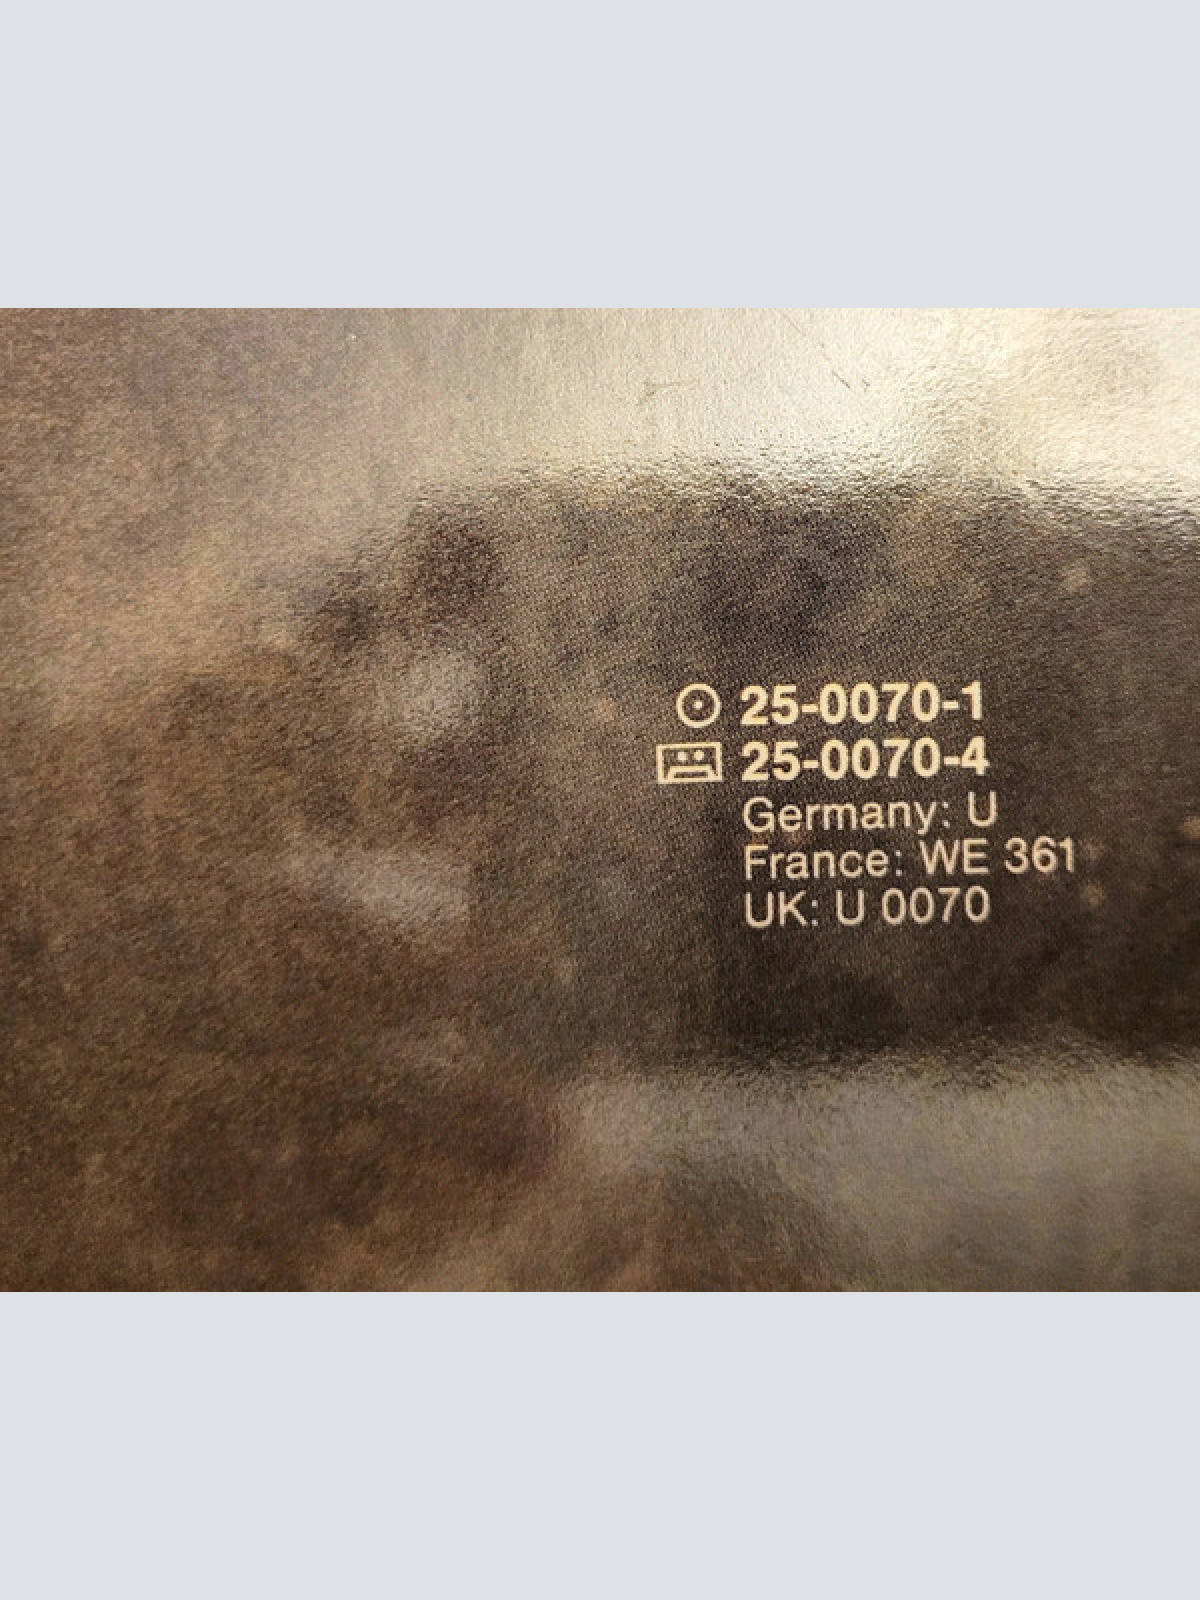 25-0070-1
25-0070-4
Germany: U
France: WE 361
UK: U 0070